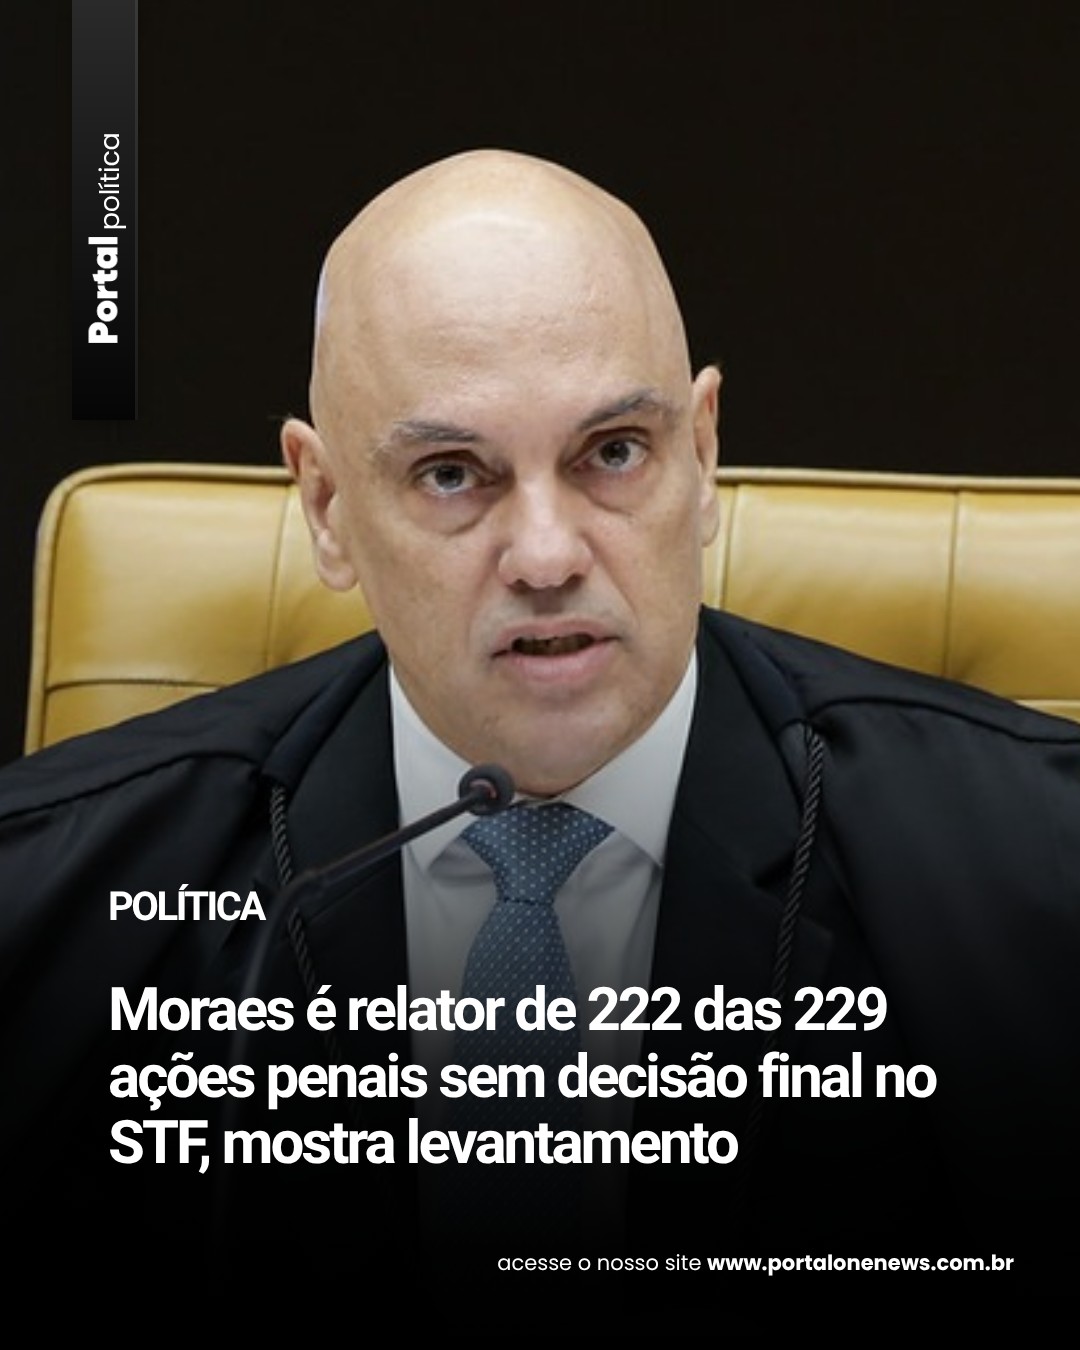 Portal política
POLÍTICA
Moraes é relator de 222 das 229
ações penais sem decisão final no
STF, mostra levantamento
acesse o nosso site www.portalonenews.com.br